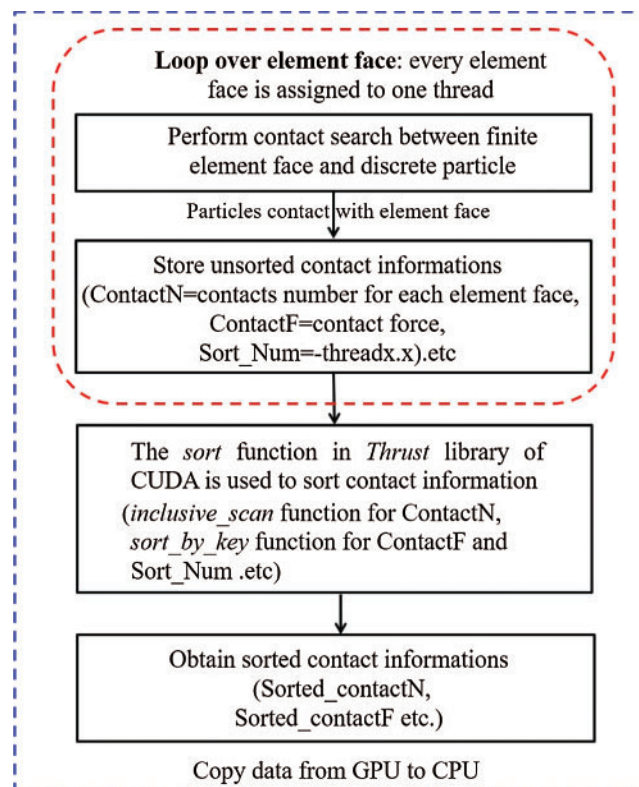 Loop over element face: every element
face is assigned to one thread
Perform contact search between finite
element face and discrete particle
Particles contact with element face
Store unsorted contact informations
(ContactN=contacts number for each element face,
ContactF=contact force,
Sort_Num=-threadx.x).etc
The sort function in Thrust library of
CUDA is used to sort contact information
(inclusive_scan function for ContactN,
sort_by_key function for ContactF and
Sort_Num .etc)
Obtain sorted contact informations
(Sorted_contactN,
Sorted_contactF etc.)
Copy data from GPU to CPU